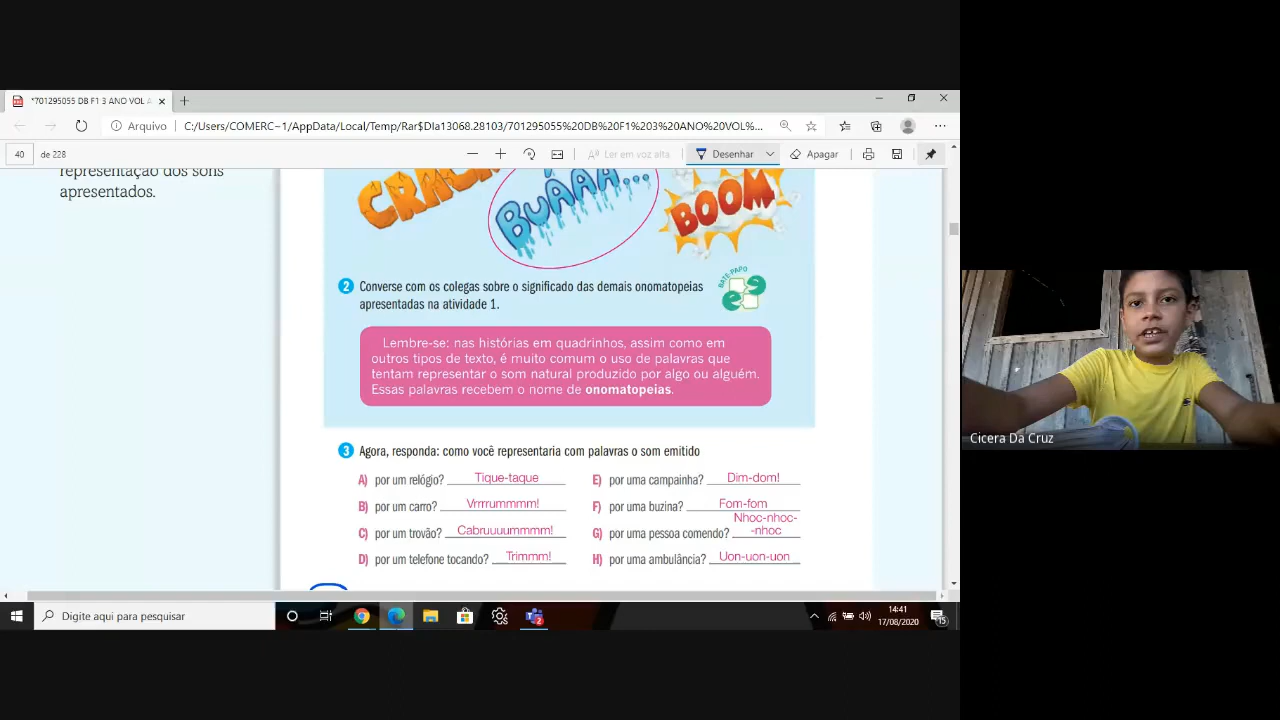 *701295055 DB F1 3 ANO VOL
Arquivo
C:/Users/COMERC~1/AppData/Local/Temp/Rar$DIa13068.28103/701295055%20DB%20F1%203%20ANO%20VOL%...
40 de 228
Ler em voz alta
Desenhar
Apagar
representação dos sons
apresentados.
CRASH
BUÁÁÁ...
BOOM
2 Converse com os colegas sobre o significado das demais onomatopeias
apresentadas na atividade 1.
BATE-PAPO
Lembre-se: nas histórias em quadrinhos, assim como em
outros tipos de texto, é muito comum o uso de palavras que
tentam representar o som natural produzido por algo ou alguém.
Essas palavras recebem o nome de onomatopeias.
3 Agora, responda: como você representaria com palavras o som emitido
A) por um relógio? Tique-taque
B) por um carro? Vrrrrummmm!
C) por um trovão? Cabruuuummmm!
D) por um telefone tocando? Trimmm!
E) por uma campainha? Dim-dom!
F) por uma buzina? Fom-fom
G) por uma pessoa comendo? Nhoc-nhoc-
-nhoc
H) por uma ambulância? Uon-uon-uon
Cicera Da Cruz
Digite aqui para pesquisar
2
14:41
17/08/2020
15